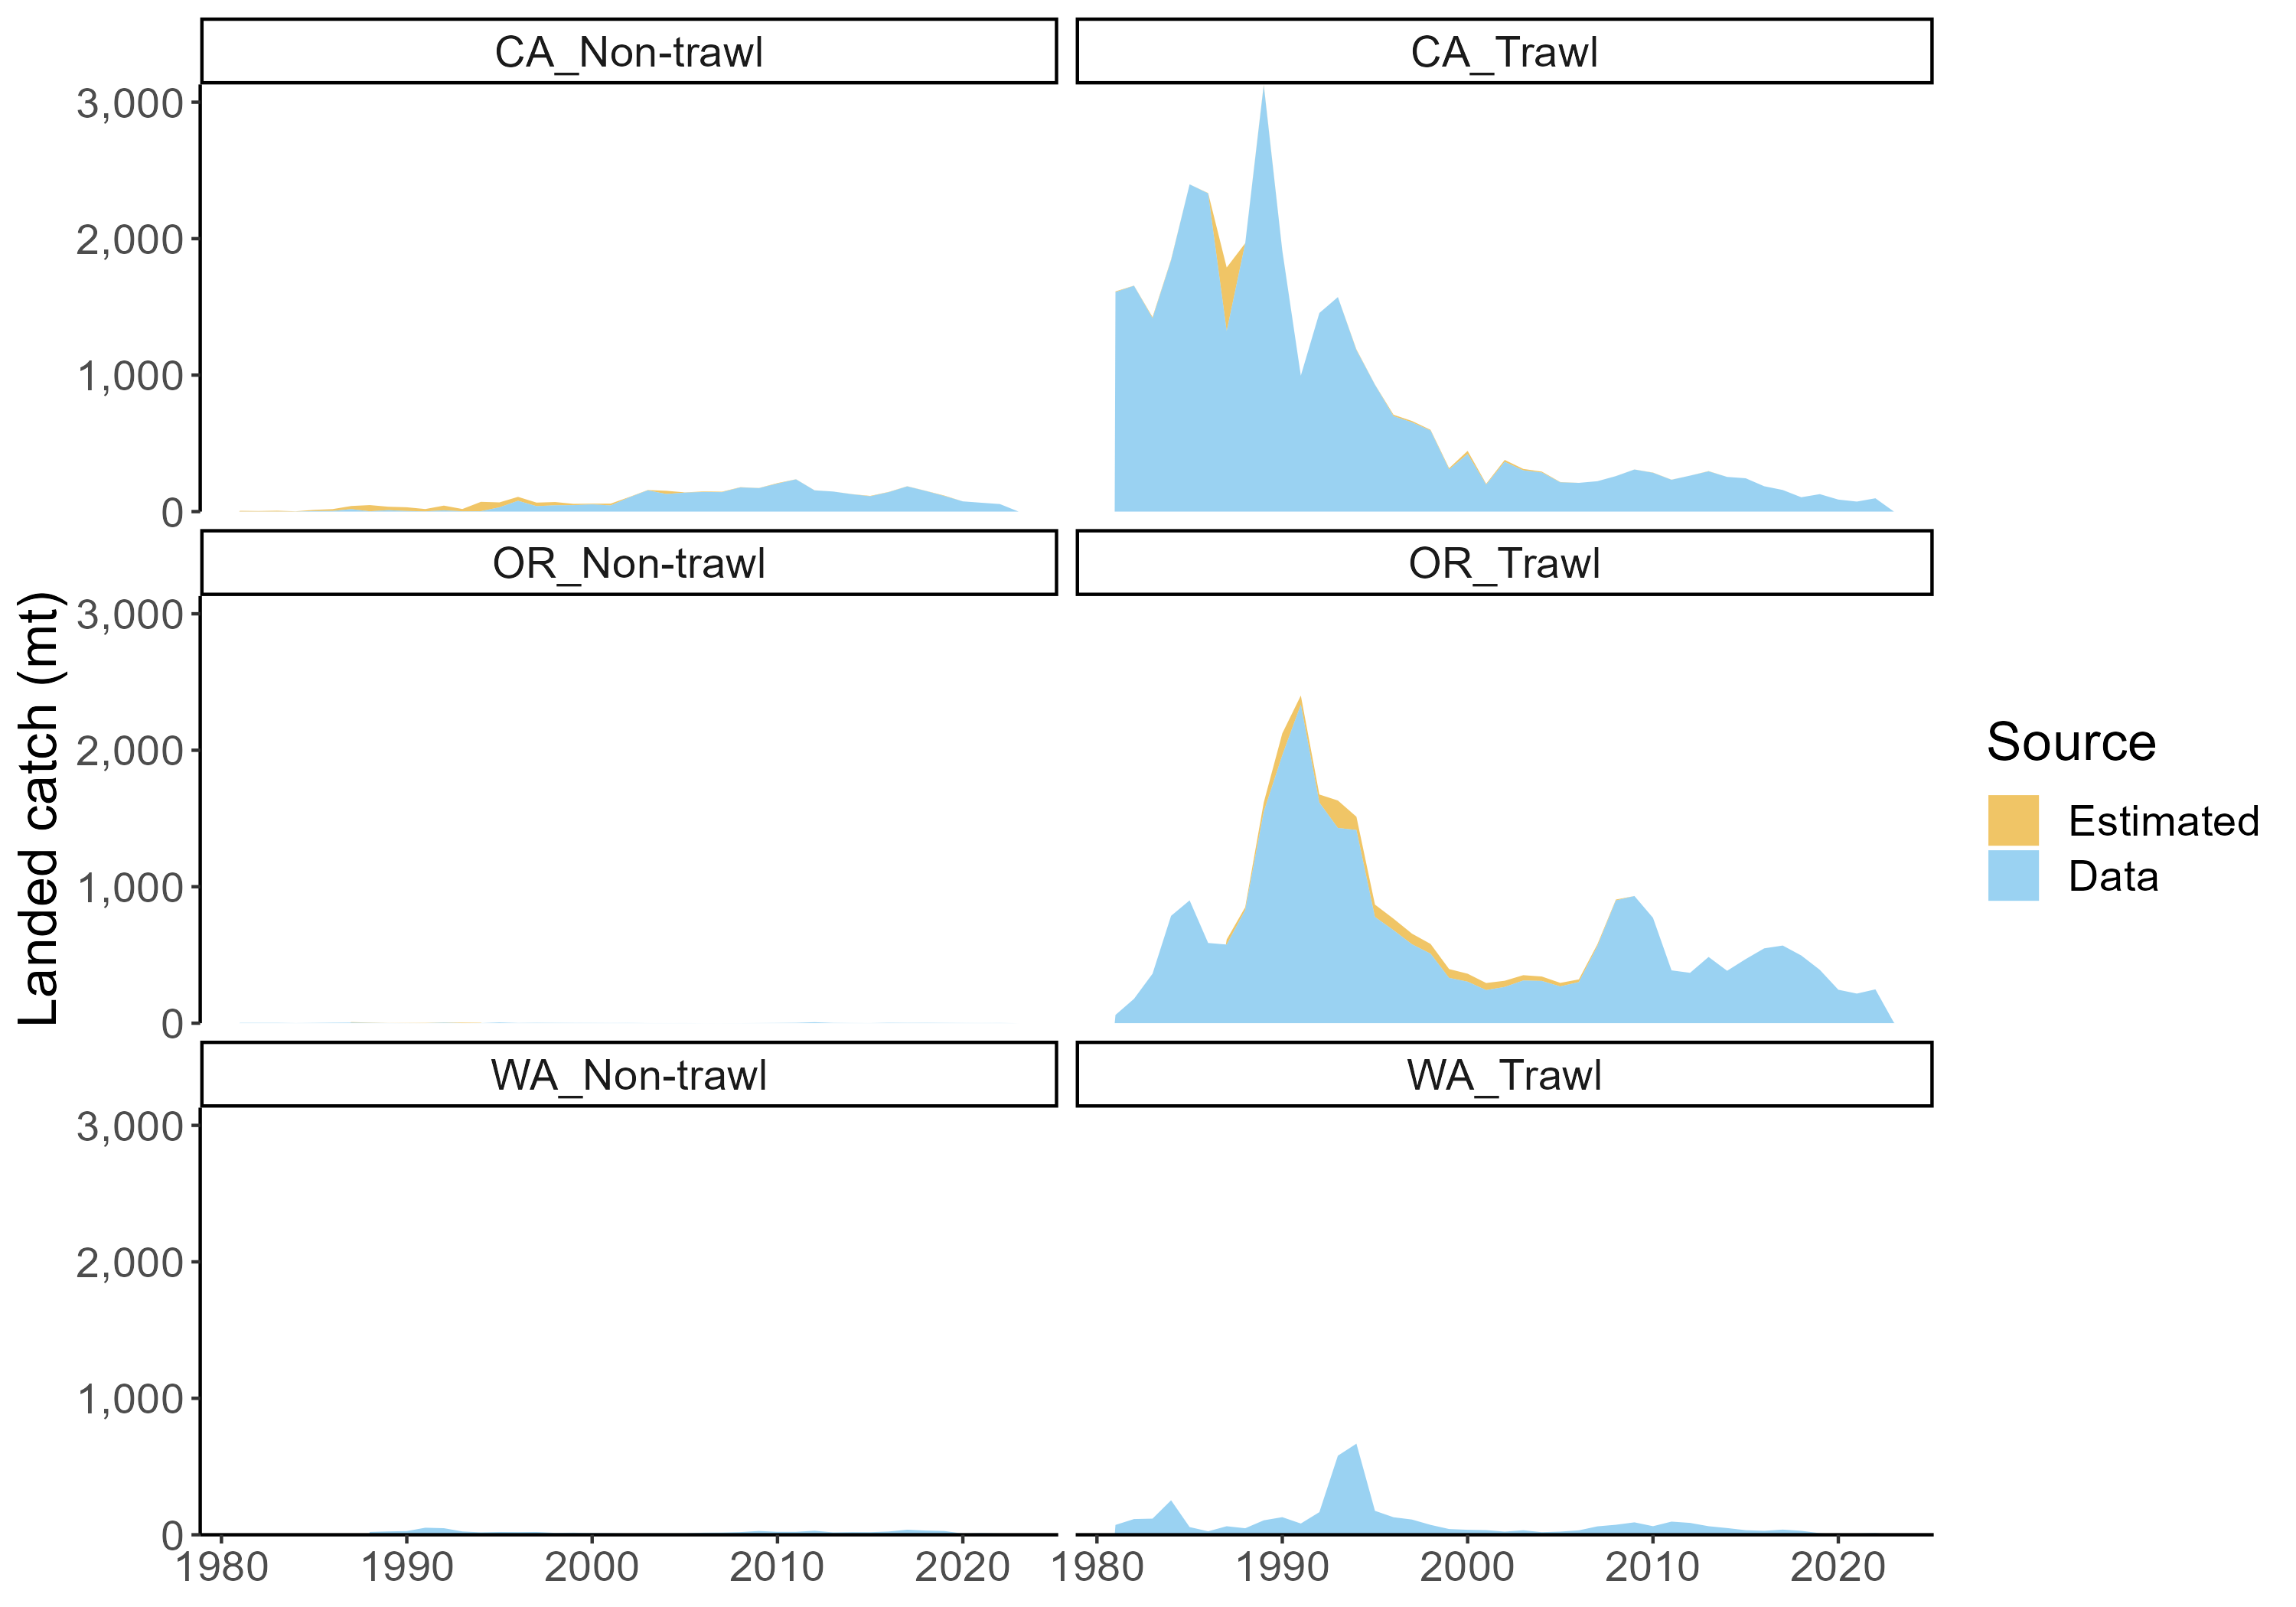 CA_Non-trawl
CA_Trawl
3,000
2,000
1,000
0
OR_Non-trawl
OR_Trawl
3,000
2,000
1,000
0
WA_Non-trawl
WA_Trawl
3,000
2,000
1,000
0
1980 1990 2000 2010 2020
1980 1990 2000 2010 2020
Landed catch (mt)
Source
Estimated
Data